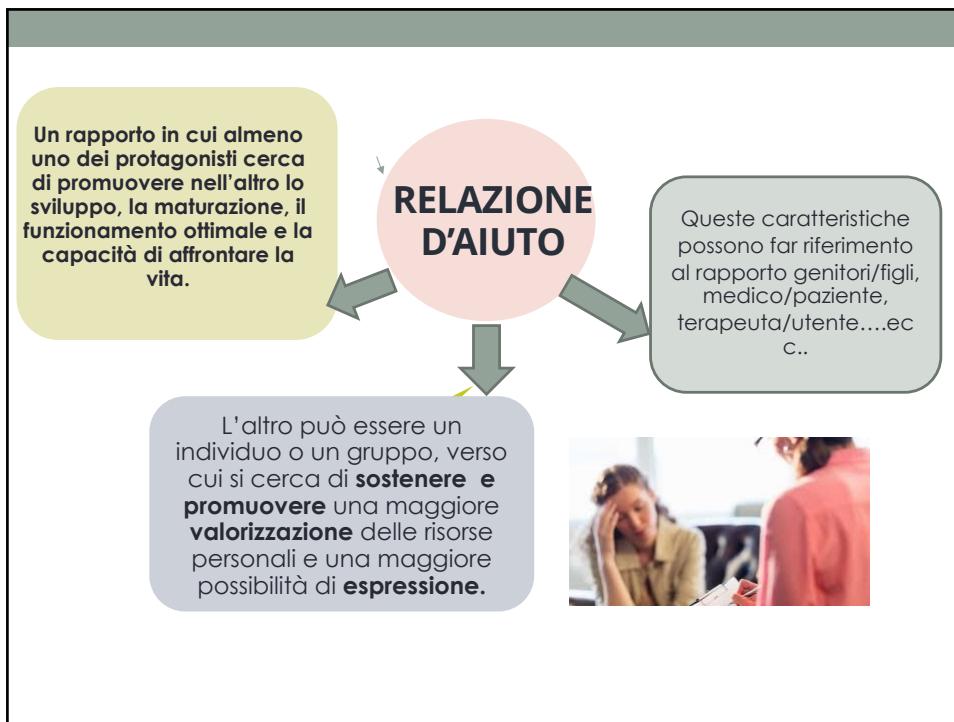 RELAZIONE
D'AIUTO
Un rapporto in cui almeno
uno dei protagonisti cerca
di promuovere nell'altro lo
sviluppo, la maturazione, il
funzionamento ottimale e la
capacità di affrontare la
vita.
Queste caratteristiche
possono far riferimento
al rapporto genitori/figli,
medico/paziente,
terapeuta/utente....ec
c..
L'altro può essere un
individuo o un gruppo, verso
cui si cerca di sostenere e
promuovere una maggiore
valorizzazione delle risorse
personali e una maggiore
possibilità di espressione.